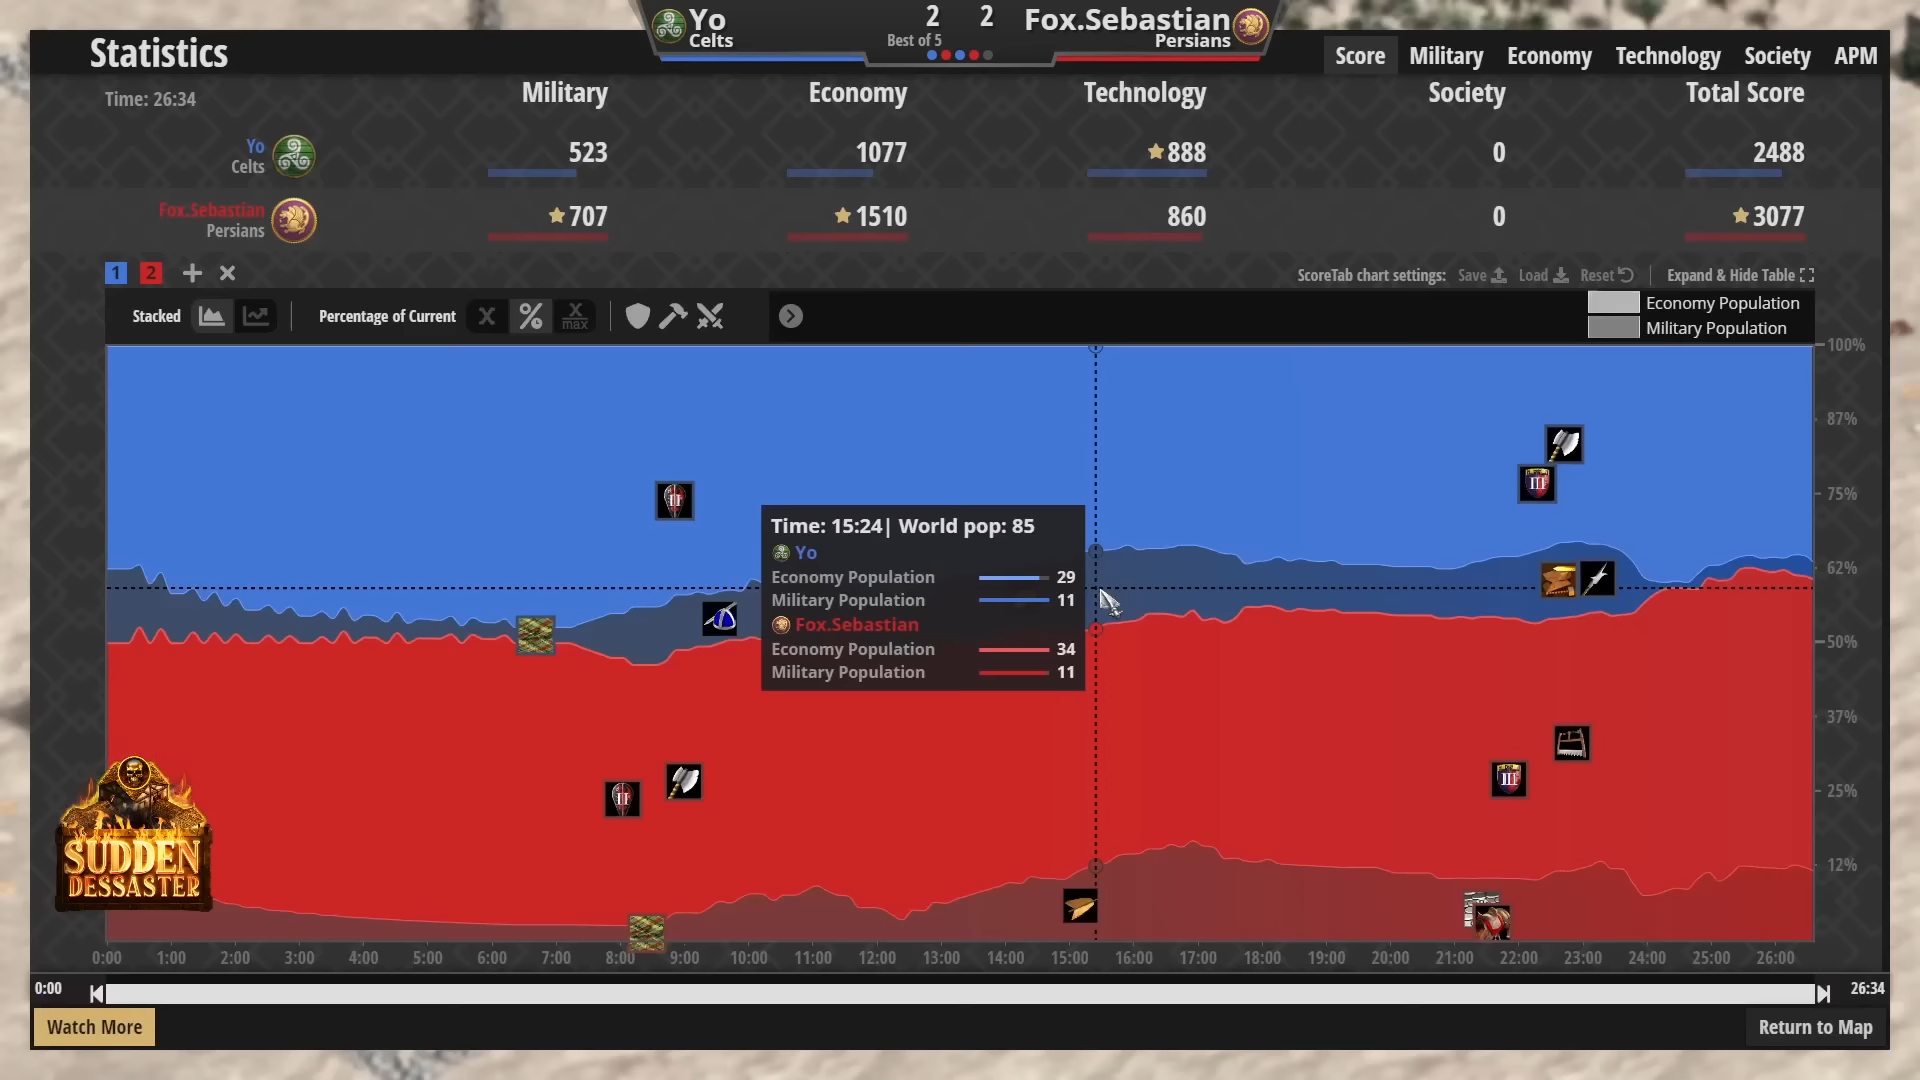 Yo
Celts
2 2
Best of 5
Fox.Sebastian
Persians
Statistics
Score Military Economy Technology Society APM
Time: 26:34
Military Economy Technology Society Total Score
Yo
Celts
523 1077 888 0 2488
Fox.Sebastian
Persians
707 1510 860 0 3077
1 2
ScoreTab chart settings: Save Load Reset Expand & Hide Table
Stacked
Percentage of Current
X % X max
Economy Population
Military Population
100%
87%
75%
62%
50%
37%
25%
12%
II
III
Time: 15:24| World pop: 85
Yo
Economy Population 29
Military Population 11
Fox.Sebastian
Economy Population 34
Military Population 11
II
III
SUDDEN
DESSASTER
0:00 1:00 2:00 3:00 4:00 5:00 6:00 7:00 8:00 9:00 10:00 11:00 12:00 13:00 14:00 15:00 16:00 17:00 18:00 19:00 20:00 21:00 22:00 23:00 24:00 25:00 26:00
0:00
26:34
Watch More
Return to Map